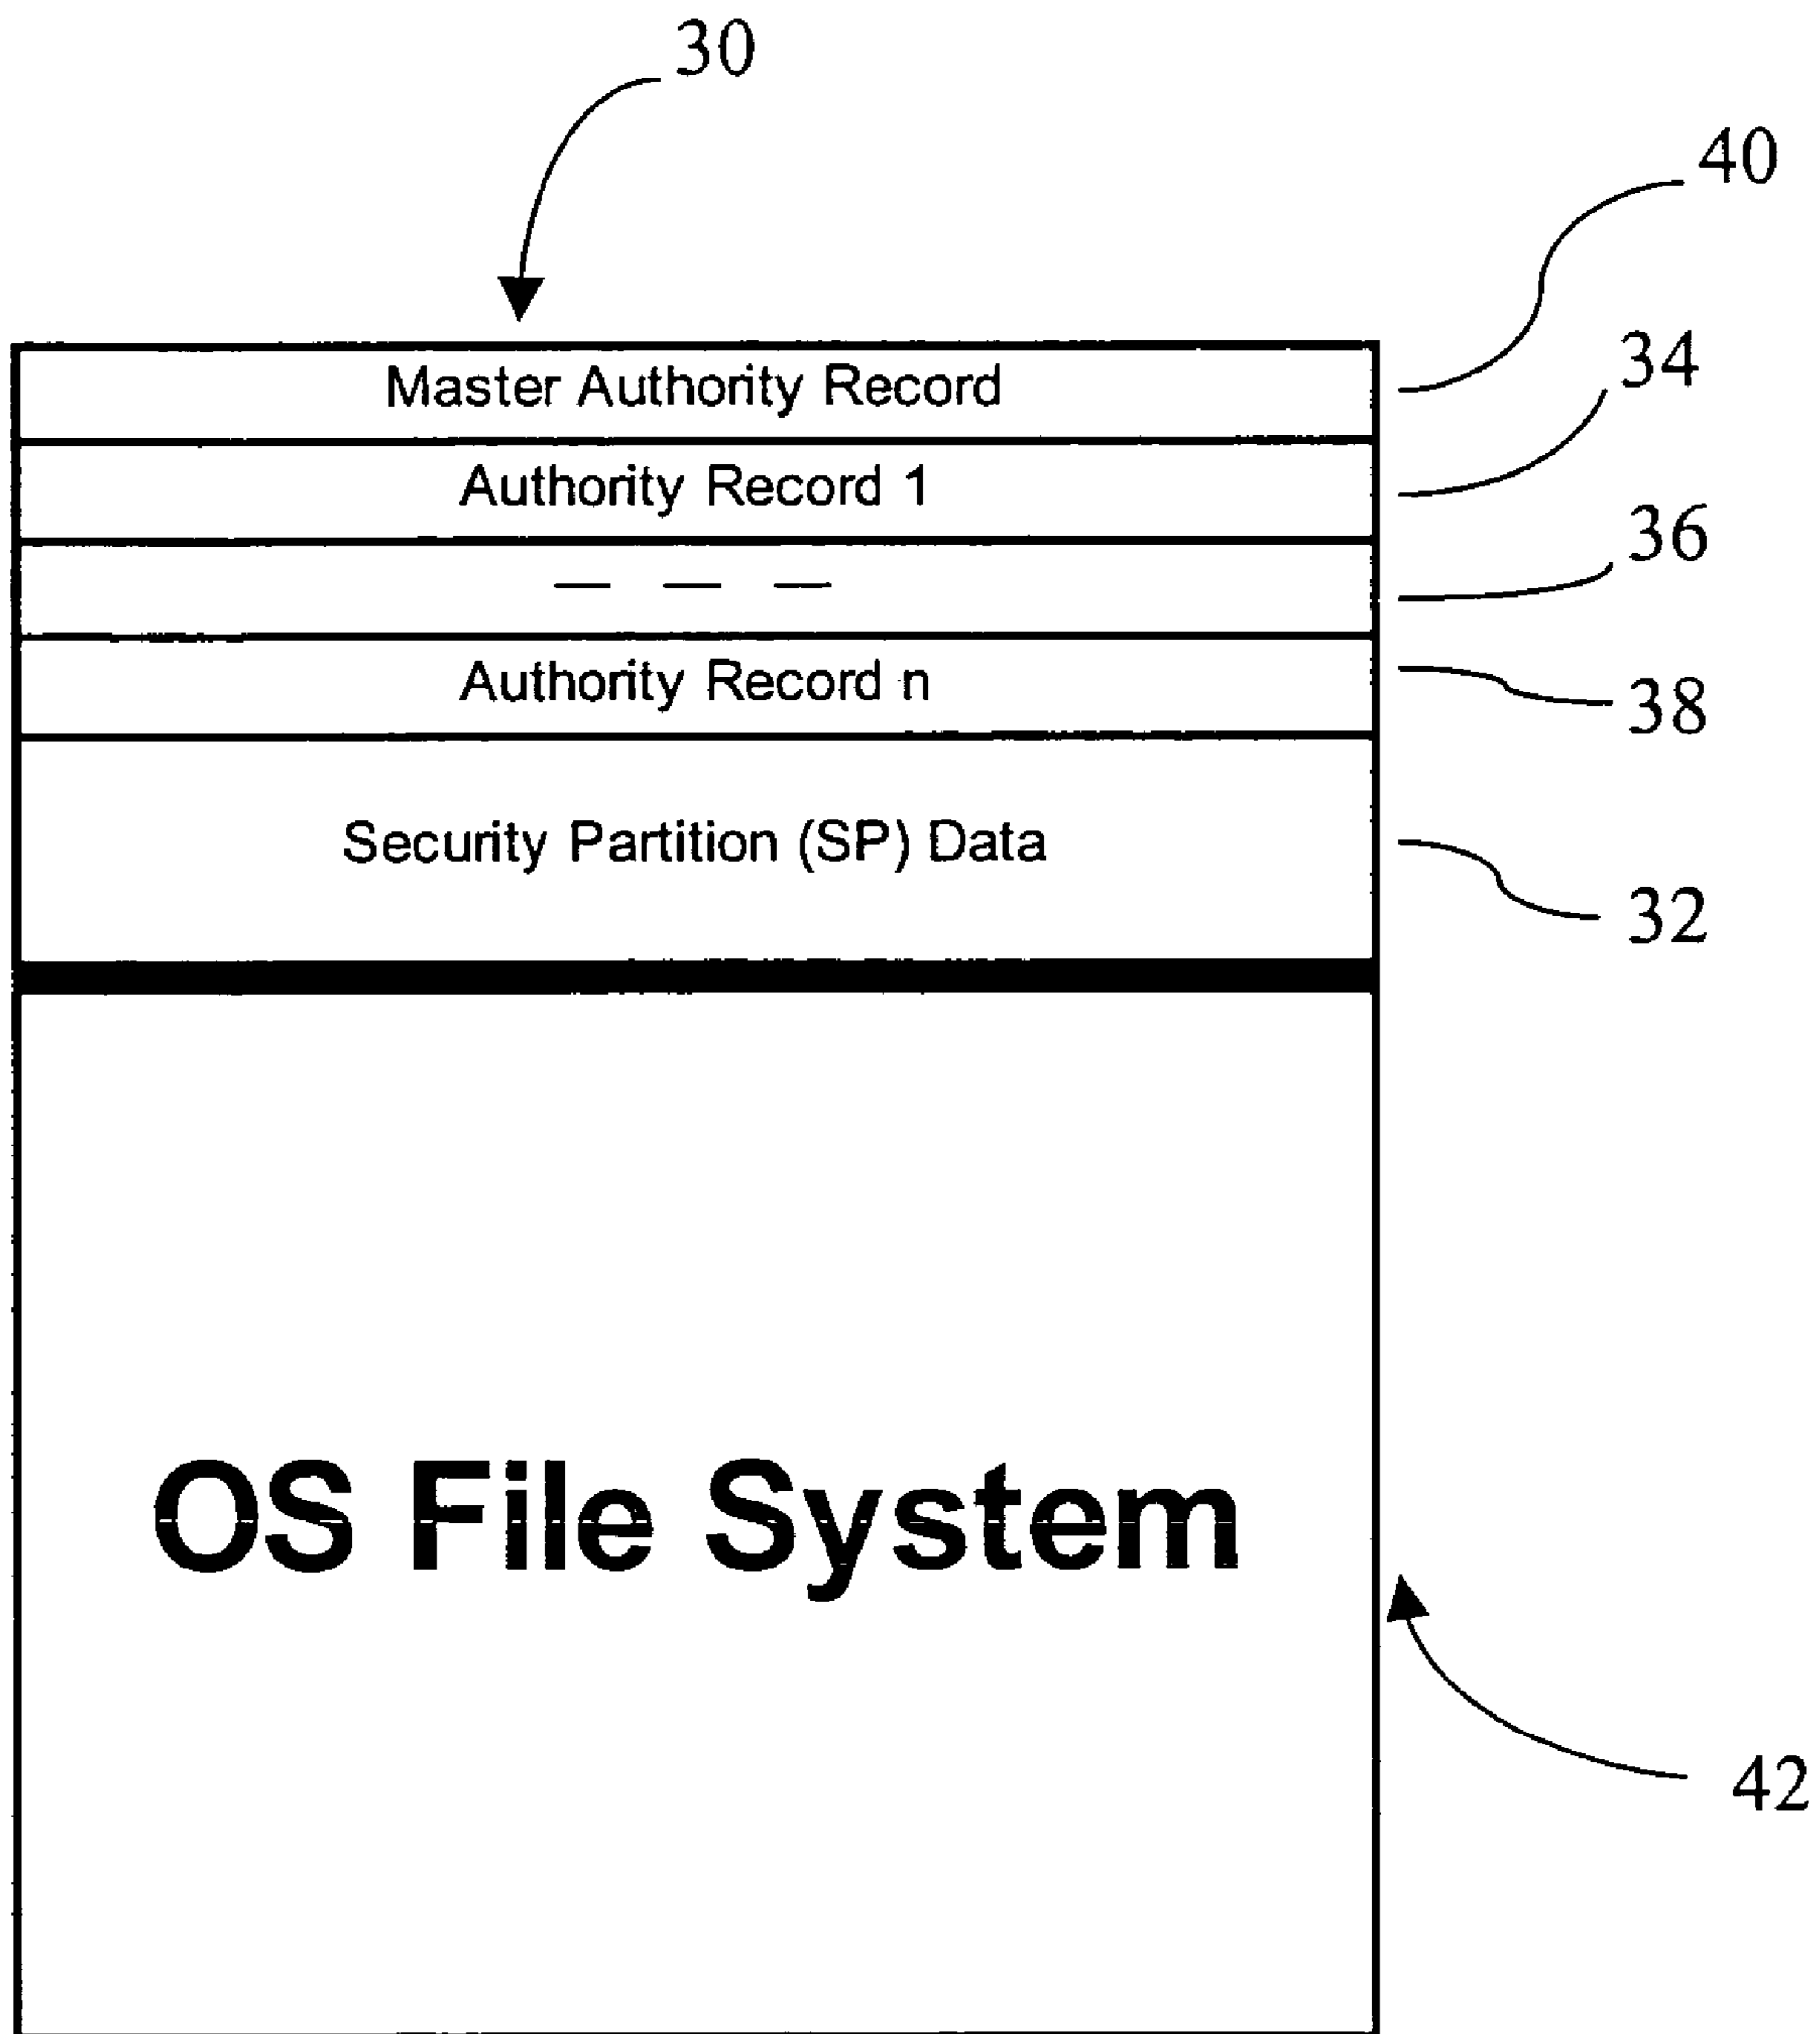 30
40
Master Authority Record
34
Authority Record 1
36
— — —
Authority Record n
38
Security Partition (SP) Data
32
OS File System
42